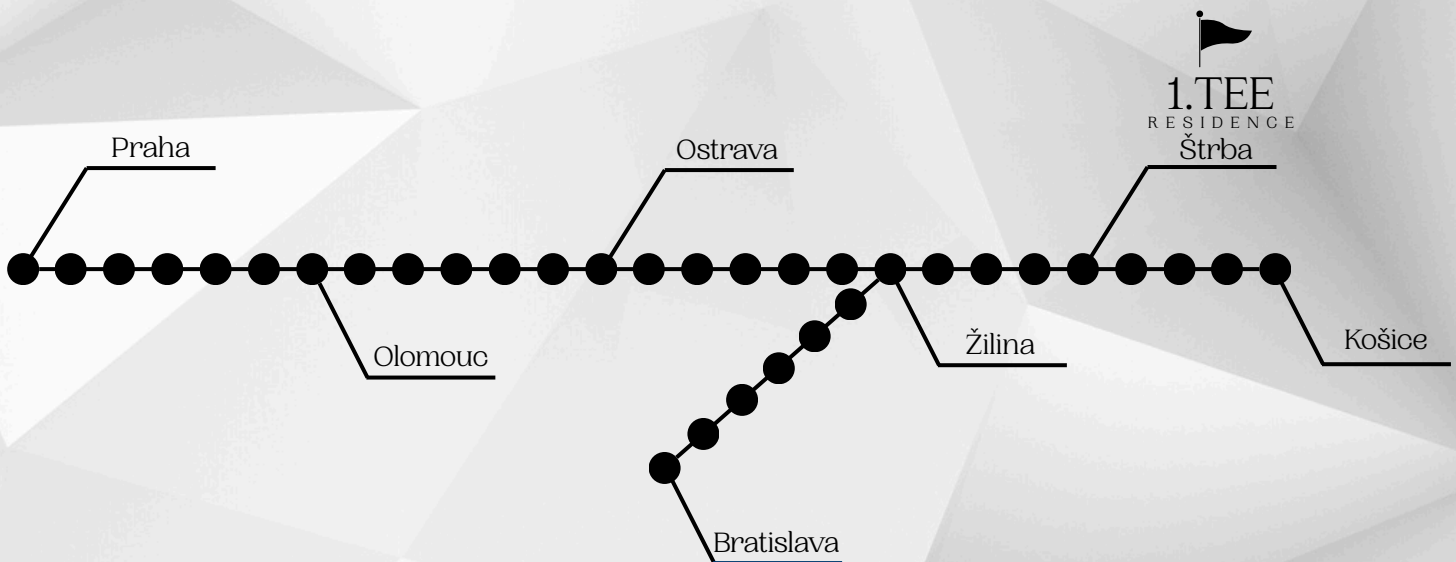 1.TEE
RESIDENCE
Praha
Ostrava
Štrba
Olomouc
Žilina
Košice
Bratislava